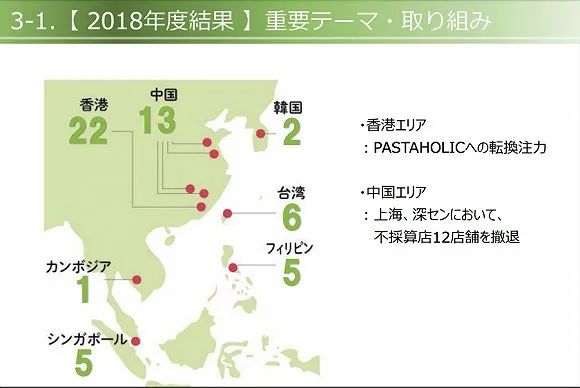 3-1.【 2018年度結果 】重要テーマ・取り組み
中国
13
香港
22
韓国
2
台湾
6
フィリピン
5
カンボジア
1
シンガポール
5
・香港エリア
：PASTAHOLICへの転換注力
・中国エリア
：上海、深センにおいて、
不採算店12店舗を撤退